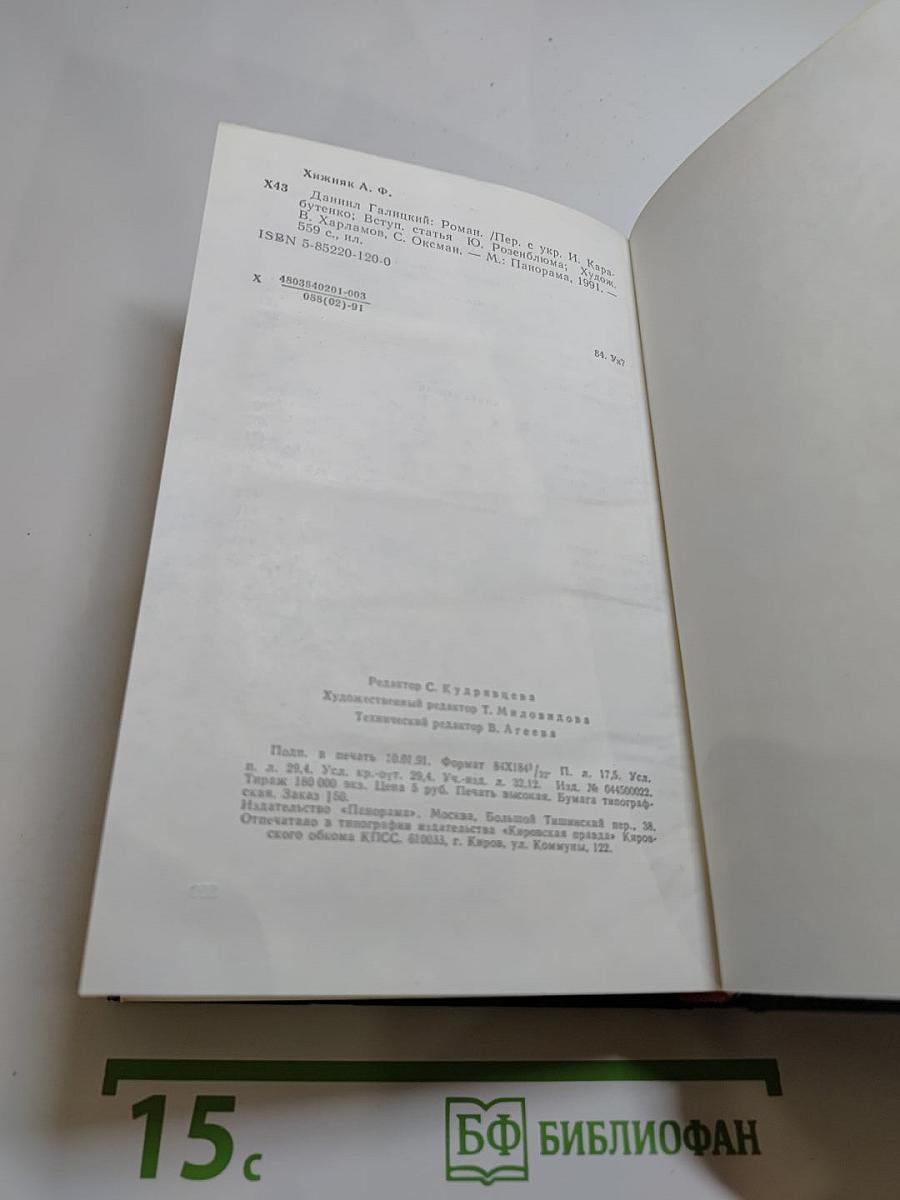 Хижняк А. Ф.
Х43
Даниил Галицкий: Роман. /Пер. с укр. И. Кара-
бутенко; Вступ. статья Ю. Розенблюма; Худож.
В. Харламов, С. Оксман. — М.: Панорама, 1991. —
559 с., ил.
ISBN 5-85220-120-0
Х 4803840201-003
088(02)-91
84. Ук7
Редактор С. Кудрявцева
Художественный редактор Т. Миловидова
Технический редактор В. Агеева
Подп. в печать 10.01.91. Формат 84Х184¹/₃₂. П. л. 17,5. Усл.
п. л. 29,4. Усл. кр.-отт. 29,4. Уч.-изд. л. 32,12. Изд. № 044500022.
Тираж 180 000 экз. Цена 5 руб. Печать высокая. Бумага типограф-
ская. Заказ 150.
Издательство «Панорама». Москва, Большой Тишинский пер., 38.
Отпечатано в типографии издательства «Кировская правда» Киров-
ского обкома КПСС. 610033, г. Киров, ул. Коммуны, 122.
15 с
БФ БИБЛИОФАН